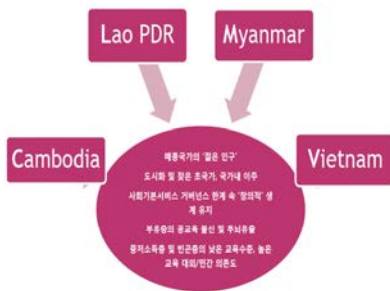 Lao PDR
Myanmar
Cambodia
Vietnam
메콩국가의 '젊은 인구'
도시화 및 잦은 초국가, 국가내 이주
사회기본서비스 거버넌스 한계 속 '창의적' 생
계 유지
부유층의 공교육 불신 및 두뇌유출
중저소득층 및 빈곤층의 낮은 교육수준, 높은
교육 대외/민간 의존도